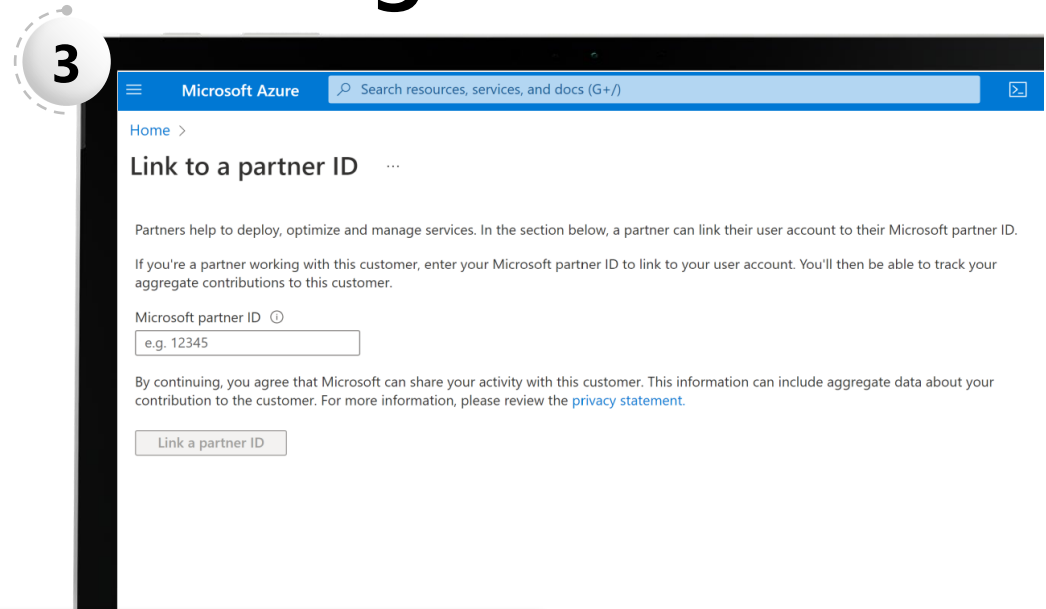 3
Microsoft Azure
Search resources, services, and docs (G+/)
Home >
Link to a partner ID ...
Partners help to deploy, optimize and manage services. In the section below, a partner can link their user account to their Microsoft partner ID.
If you're a partner working with this customer, enter your Microsoft partner ID to link to your user account. You'll then be able to track your
aggregate contributions to this customer.
Microsoft partner ID
e.g. 12345
By continuing, you agree that Microsoft can share your activity with this customer. This information can include aggregate data about your
contribution to the customer. For more information, please review the privacy statement.
Link a partner ID